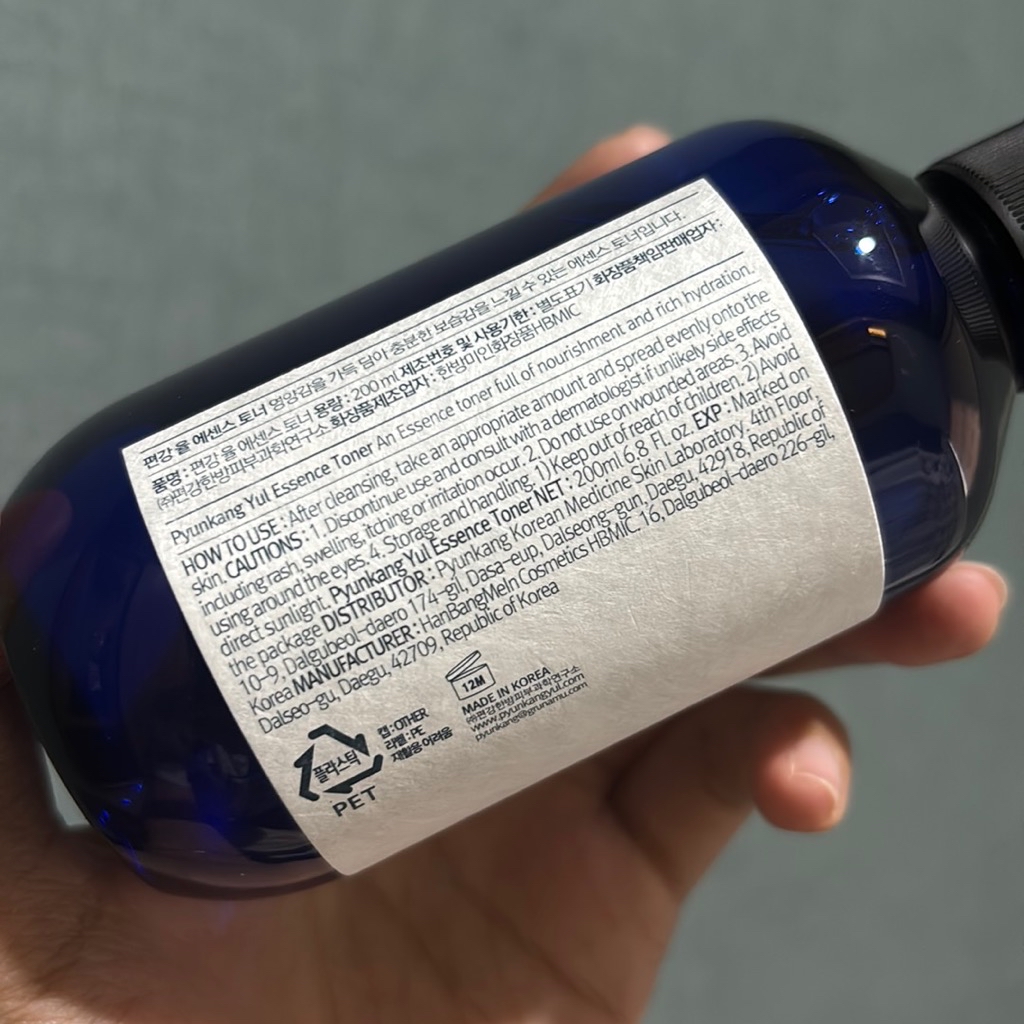 편강 율 에센스 토너 영양감을 가득 담아 충분한 보습감을 느낄 수 있는 에센스 토너입니다.
품명 : 편강 율 에센스 토너 용량 : 200 ml 제조번호 및 사용기한 : 별도표기 화장품책임판매업자 :
㈜편강한방피부과학연구소 화장품제조업자 : 한방미인화장품HBMIC
Pyunkang Yul Essence Toner An Essence toner full of nourishment and rich hydration.
HOW TO USE : After cleansing, take an appropriate amount and spread evenly onto the
skin. CAUTIONS : 1. Discontinue use and consult with a dermatologist if unlikely side effects
including rash, swelling, itching or irritation occur. 2. Do not use on wounded areas. 3. Avoid
using around the eyes. 4. Storage and handling. 1) Keep out of reach of children. 2) Avoid
direct sunlight. Pyunkang Yul Essence Toner NET : 200ml 6.8 Fl. oz. EXP : Marked on
the package DISTRIBUTOR : Pyunkang Korean Medicine Skin Laboratory. 4th Floor,
10-9, Dalgubeol-daero 174-gil, Dasa-eup, Dalseong-gun, Daegu, 42918, Republic of
Korea MANUFACTURER : HanBangMeIn Cosmetics HBMIC. 16, Dalgubeol-daero 226-gil,
Dalseo-gu, Daegu, 42709, Republic of Korea
12M
MADE IN KOREA
㈜편강한방피부과학연구소
www.pyunkangyul.com
pyunkang@grunamu.com
플라스틱
PET
캡 : OTHER
라벨 : PE
재활용 어려움